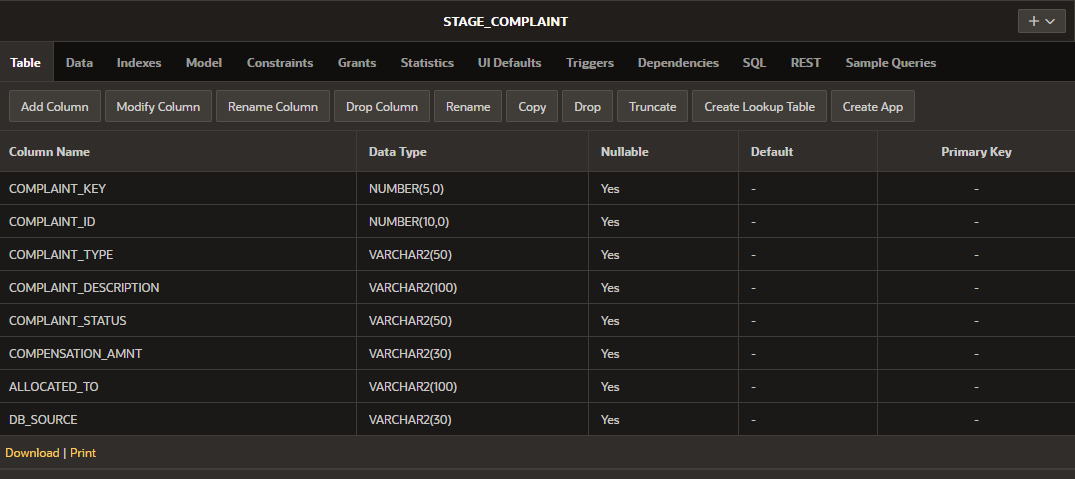 STAGE_COMPLAINT
+
Table Data Indexes Model Constraints Grants Statistics UI Defaults Triggers Dependencies SQL REST Sample Queries
Add Column Modify Column Rename Column Drop Column Rename Copy Drop Truncate Create Lookup Table Create App
Column Name Data Type Nullable Default Primary Key
COMPLAINT_KEY NUMBER(5,0) Yes - -
COMPLAINT_ID NUMBER(10,0) Yes - -
COMPLAINT_TYPE VARCHAR2(50) Yes - -
COMPLAINT_DESCRIPTION VARCHAR2(100) Yes - -
COMPLAINT_STATUS VARCHAR2(50) Yes - -
COMPENSATION_AMNT VARCHAR2(30) Yes - -
ALLOCATED_TO VARCHAR2(100) Yes - -
DB_SOURCE VARCHAR2(30) Yes - -
Download | Print